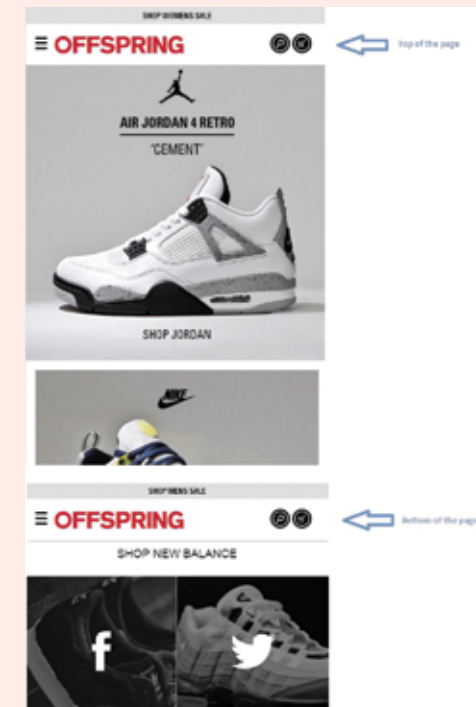 SHOP WOMENS SALE
OFFSPRING
Top of the page
AIR JORDAN 4 RETRO
'CEMENT'
SHOP JORDAN
NIKE
SHOP MENS SALE
OFFSPRING
Bottom of the page
SHOP NEW BALANCE
f